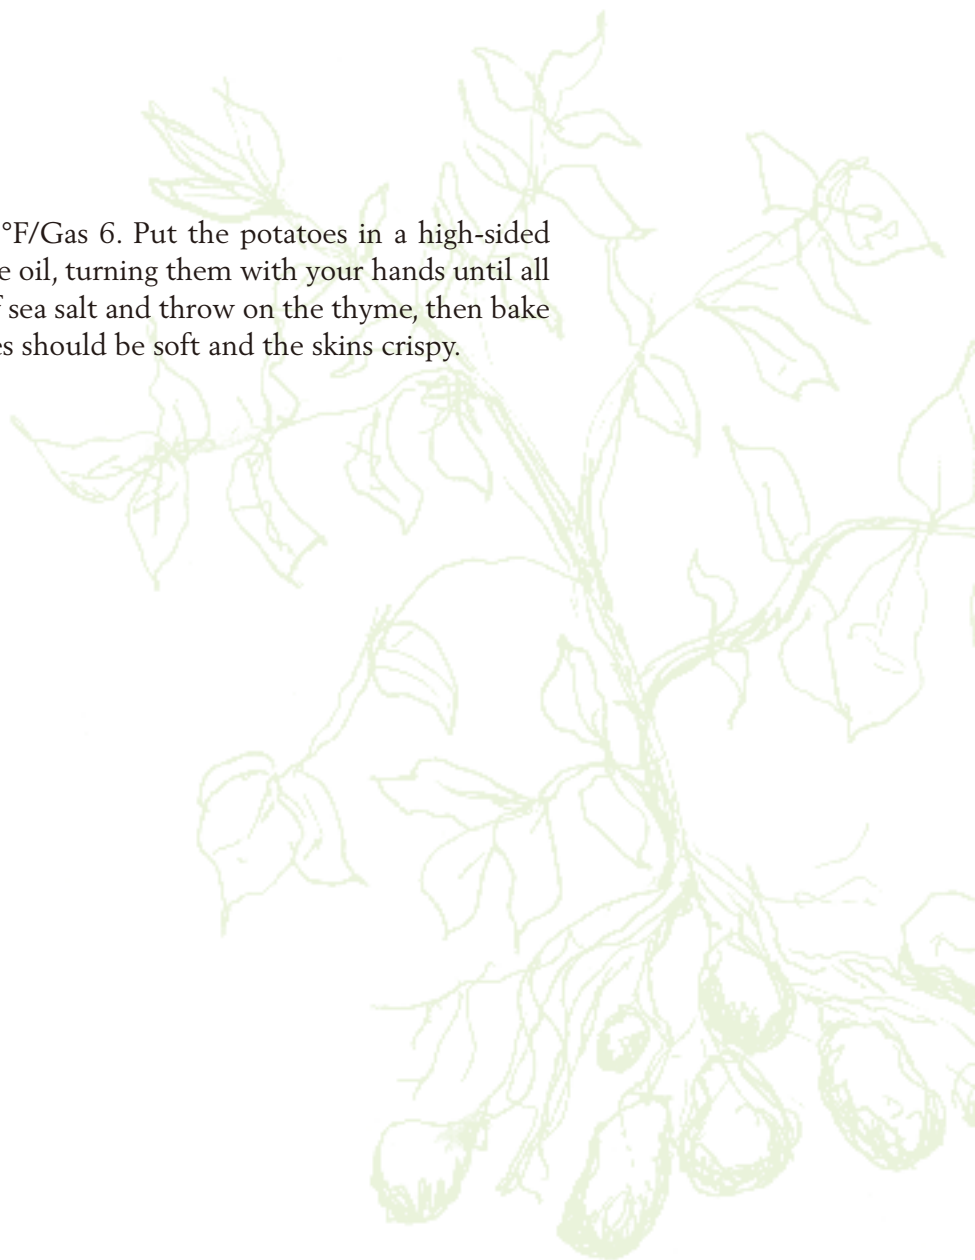 °F/Gas 6. Put the potatoes in a high-sided
e oil, turning them with your hands until all
f sea salt and throw on the thyme, then bake
es should be soft and the skins crispy.